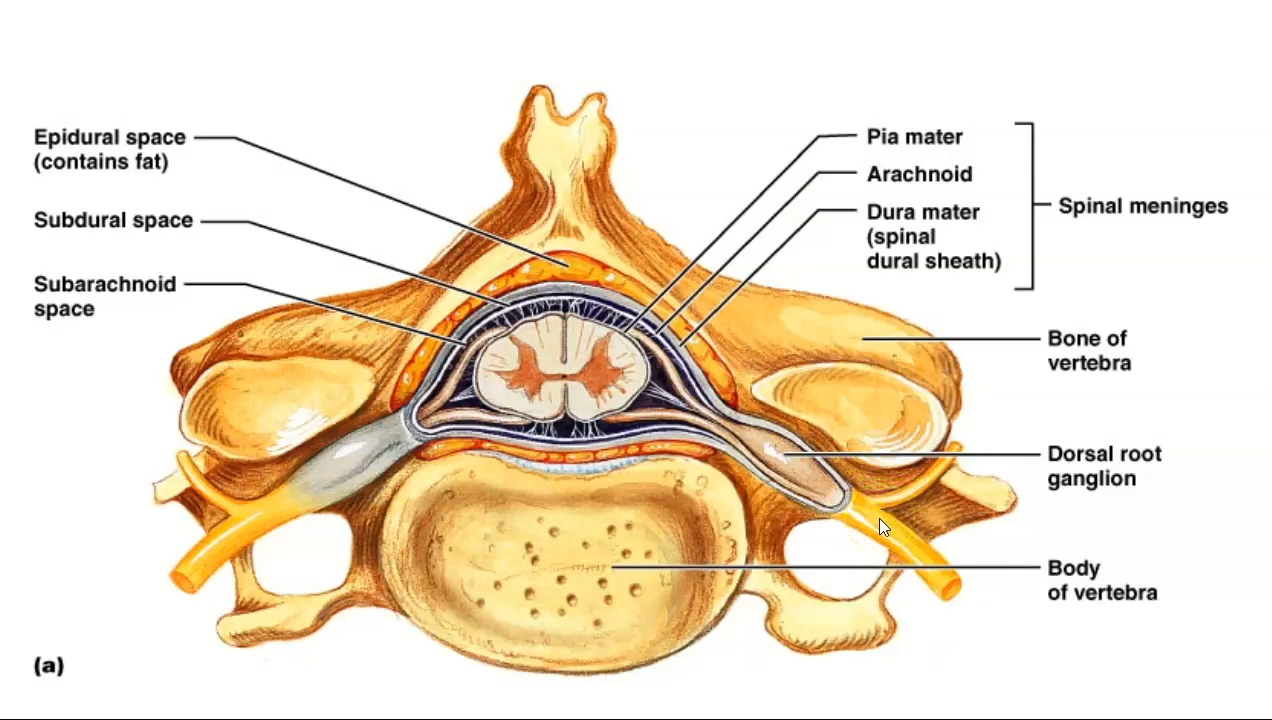 Epidural space
(contains fat)
Subdural space
Subarachnoid
space
Pia mater
Arachnoid
Dura mater
(spinal
dural sheath)
Spinal meninges
Bone of
vertebra
Dorsal root
ganglion
Body
of vertebra
(a)